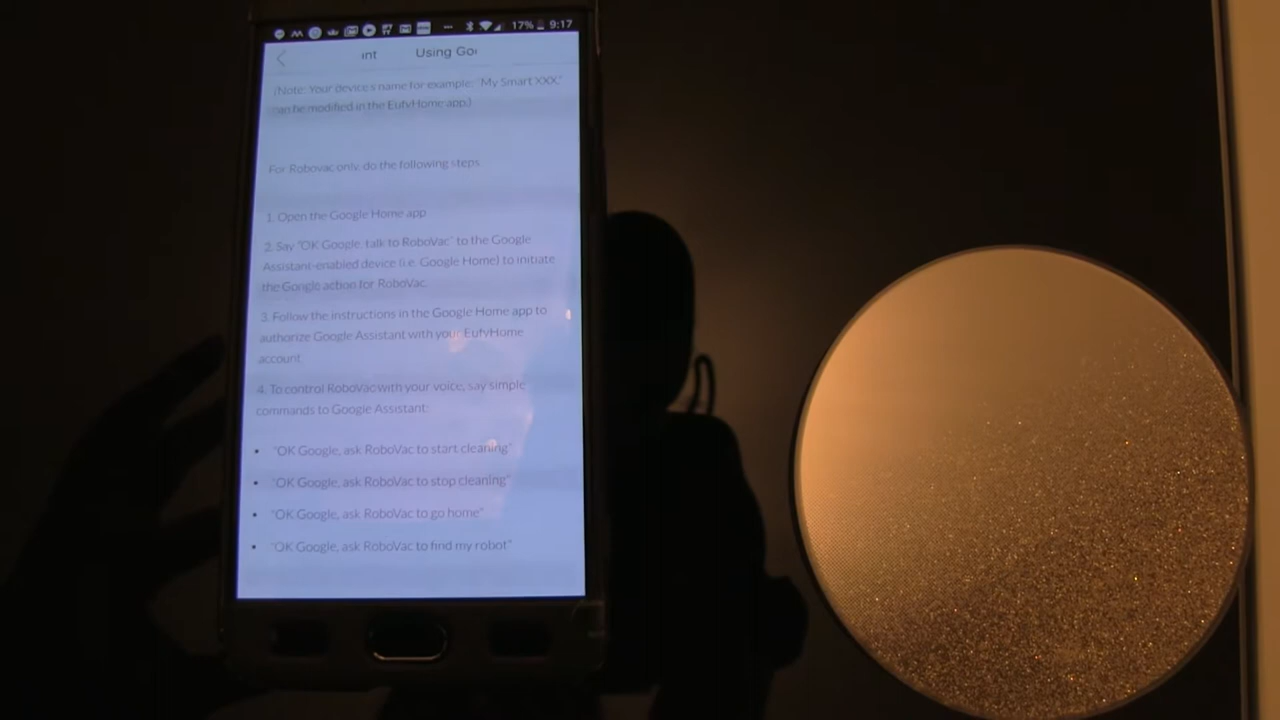 17% 9:17
int Using Goo
(Note: Your device's name for example: "My Smart XXX"
can be modified in the EufyHome app.)
For Robovac only, do the following steps
1. Open the Google Home app
2. Say "OK Google, talk to RoboVac" to the Google
Assistant-enabled device (i.e. Google Home) to initiate
the Google action for RoboVac.
3. Follow the instructions in the Google Home app to
authorize Google Assistant with your EufyHome
account
4. To control RoboVac with your voice, say simple
commands to Google Assistant:
• "OK Google, ask RoboVac to start cleaning"
• "OK Google, ask RoboVac to stop cleaning"
• "OK Google, ask RoboVac to go home"
• "OK Google, ask RoboVac to find my robot"